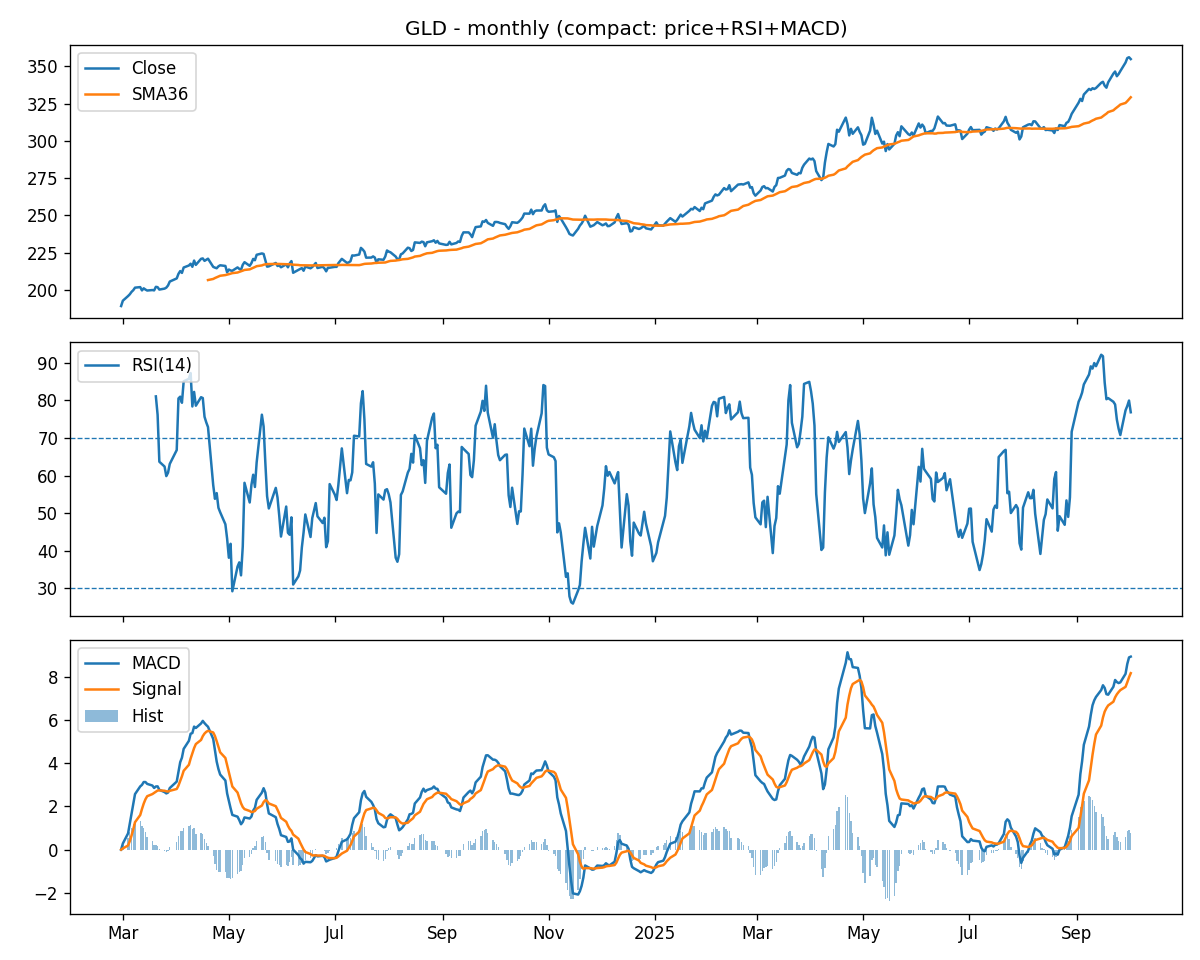 GLD - monthly (compact: price+RSI+MACD)
Close
SMA36
350
325
300
275
250
225
200
RSI(14)
90
80
70
60
50
40
30
MACD
Signal
Hist
8
6
4
2
0
−2
Mar May Jul Sep Nov 2025 Mar May Jul Sep